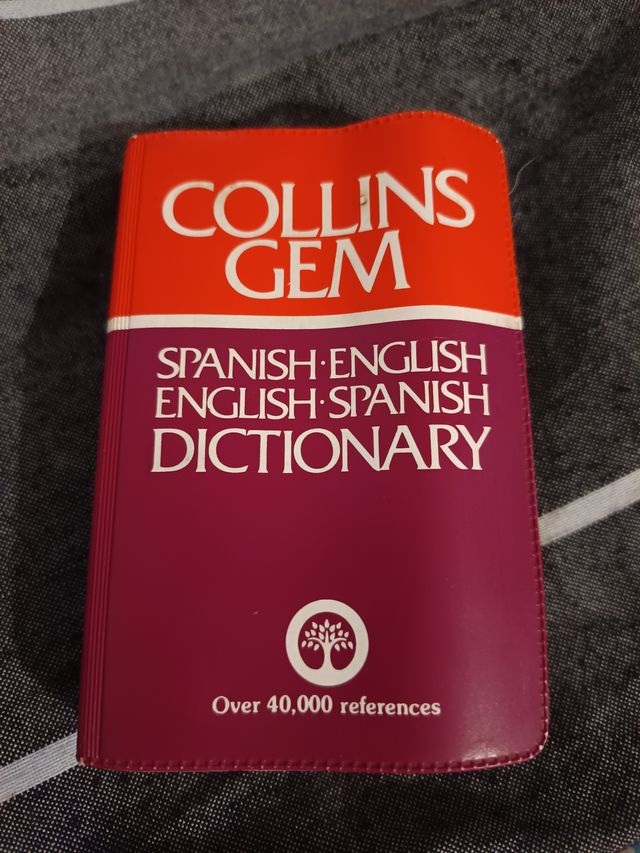 COLLINS
GEM
SPANISH·ENGLISH
ENGLISH·SPANISH
DICTIONARY
Over 40,000 references